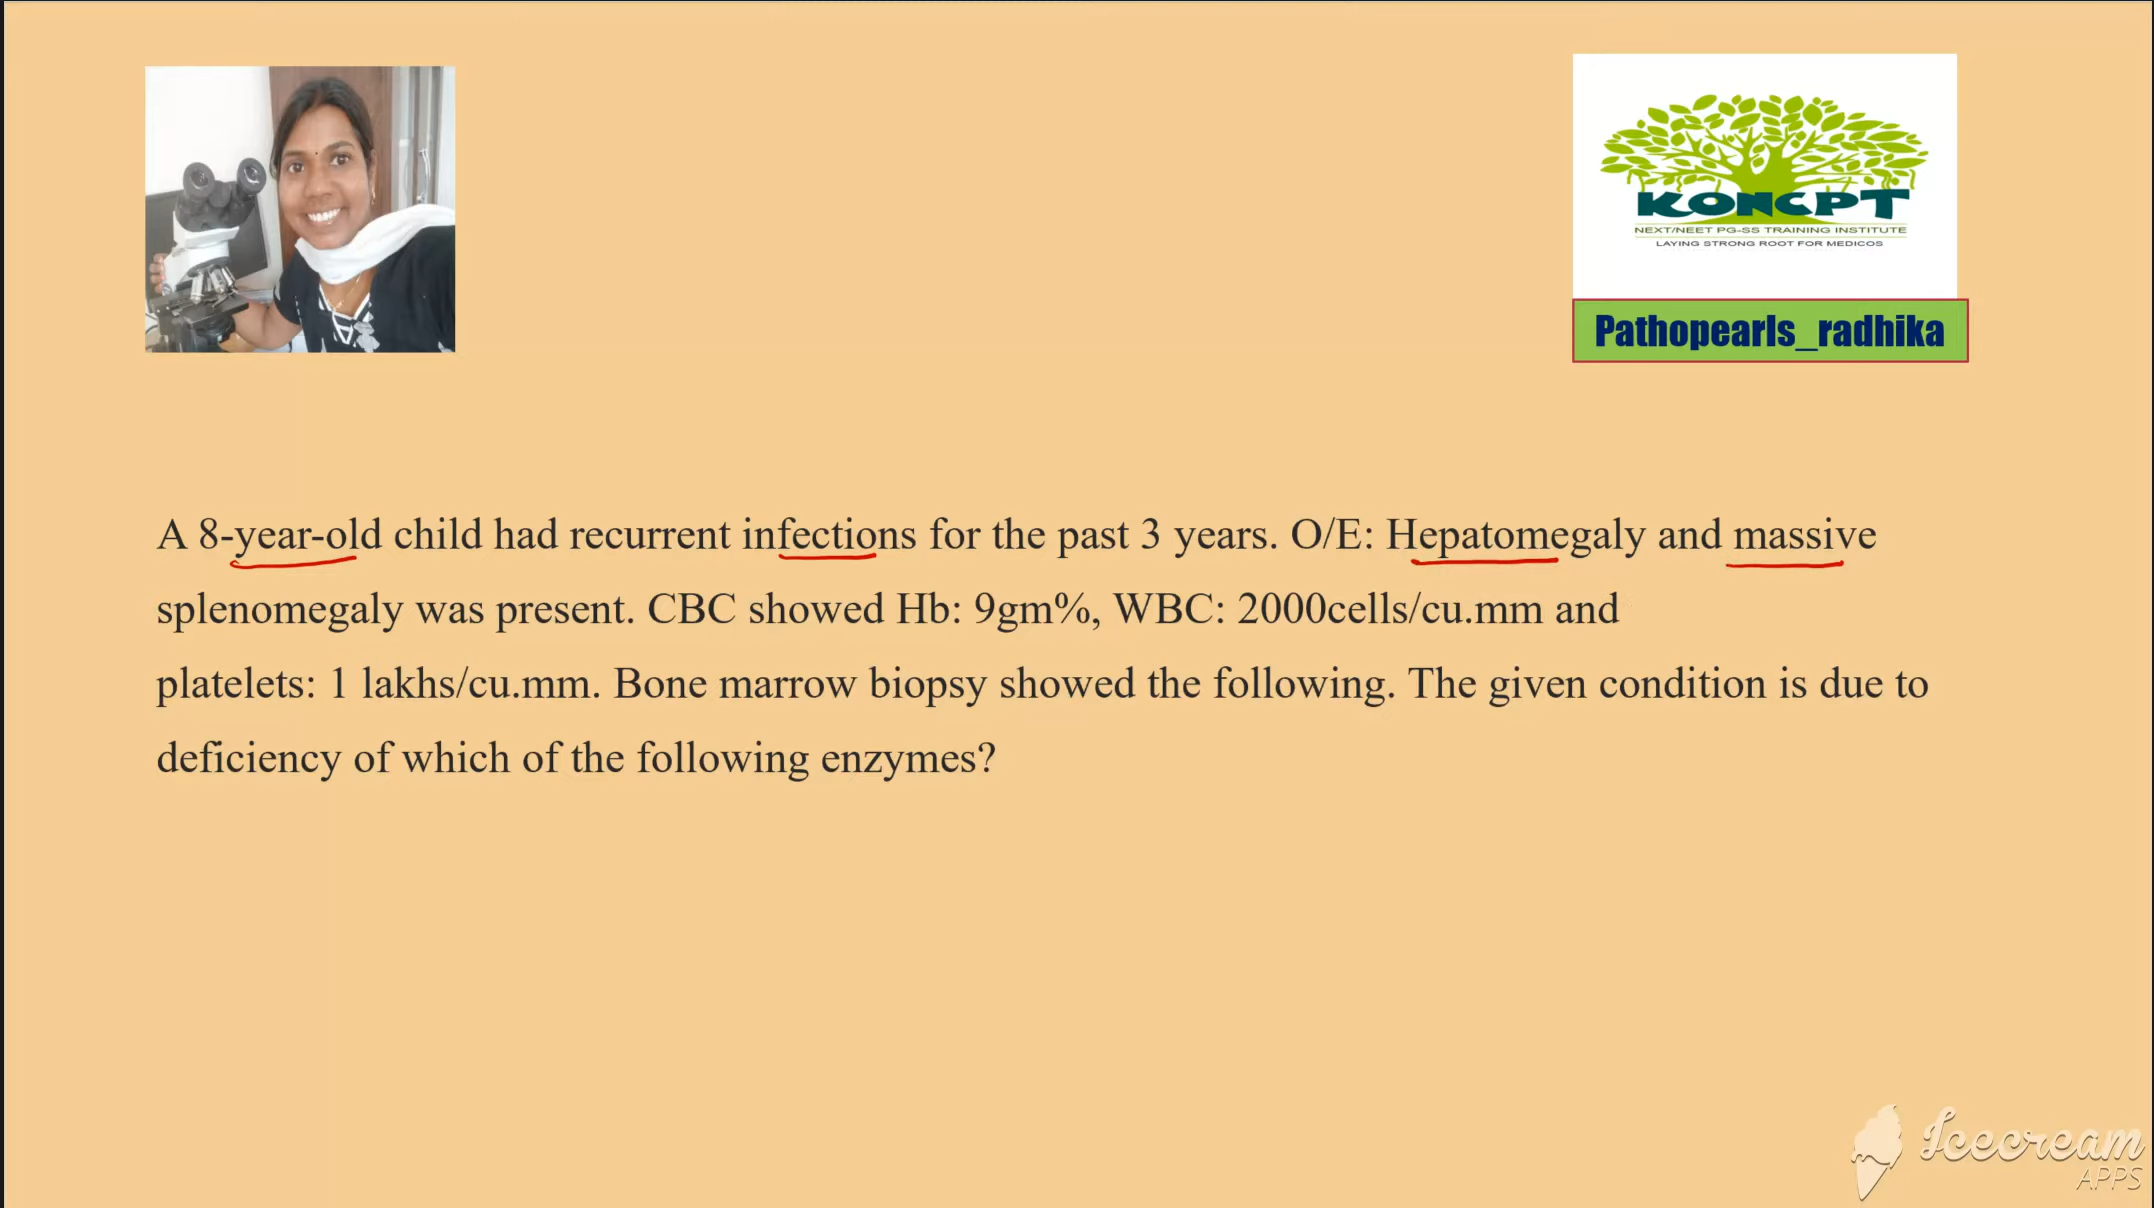 KONCPT
NEXT/NEET PG-SS TRAINING INSTITUTE
LAYING STRONG ROOT FOR MEDICOS
Pathopearls_radhika
A 8-year-old child had recurrent infections for the past 3 years. O/E: Hepatomegaly and massive
splenomegaly was present. CBC showed Hb: 9gm%, WBC: 2000cells/cu.mm and
platelets: 1 lakhs/cu.mm. Bone marrow biopsy showed the following. The given condition is due to
deficiency of which of the following enzymes?
Icecream
APPS